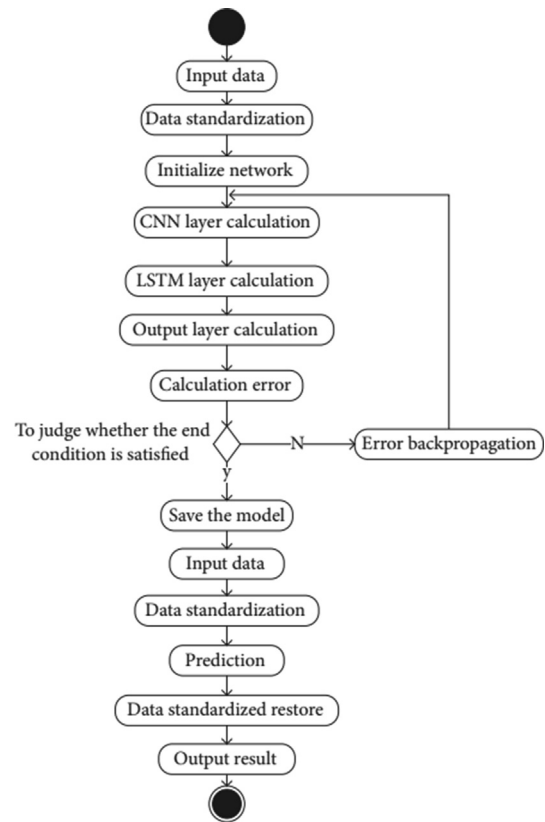 Input data
Data standardization
Initialize network
CNN layer calculation
LSTM layer calculation
Output layer calculation
Calculation error
To judge whether the end
condition is satisfied
N
Error backpropagation
y
Save the model
Input data
Data standardization
Prediction
Data standardized restore
Output result